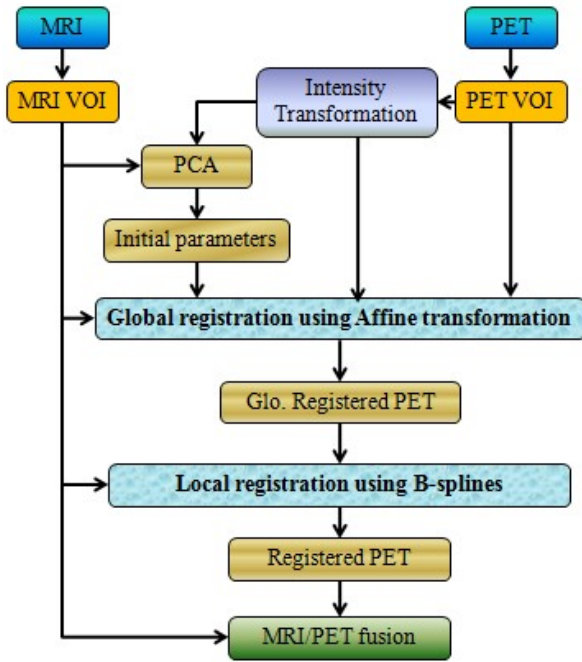 MRI
PET
MRI VOI
Intensity
Transformation
PET VOI
PCA
Initial parameters
Global registration using Affine transformation
Glo. Registered PET
Local registration using B-splines
Registered PET
MRI/PET fusion